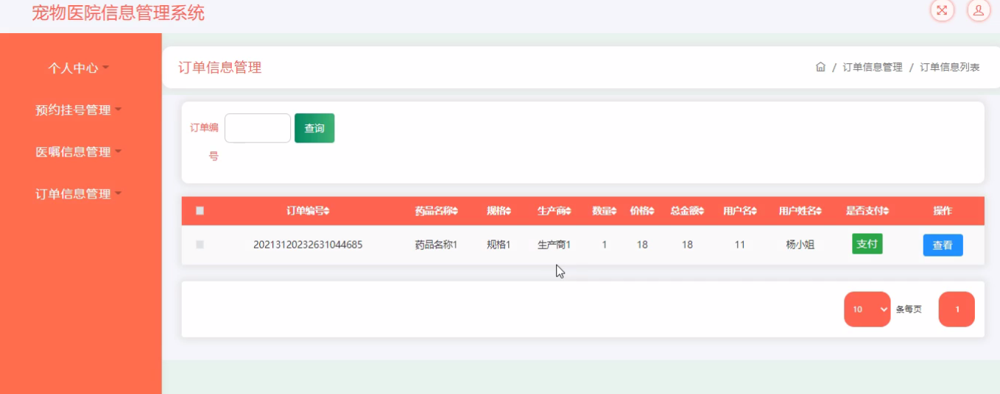 宠物医院信息管理系统
个人中心
预约挂号管理
医嘱信息管理
订单信息管理
订单信息管理
/ 订单信息管理 / 订单信息列表
订单编
号
查询
订单编号 药品名称 规格 生产商 数量 价格 总金额 用户名 用户姓名 是否支付 操作
20213120232631044685 药品名称1 规格1 生产商1 1 18 18 11 杨小姐 支付 查看
10 条每页 1